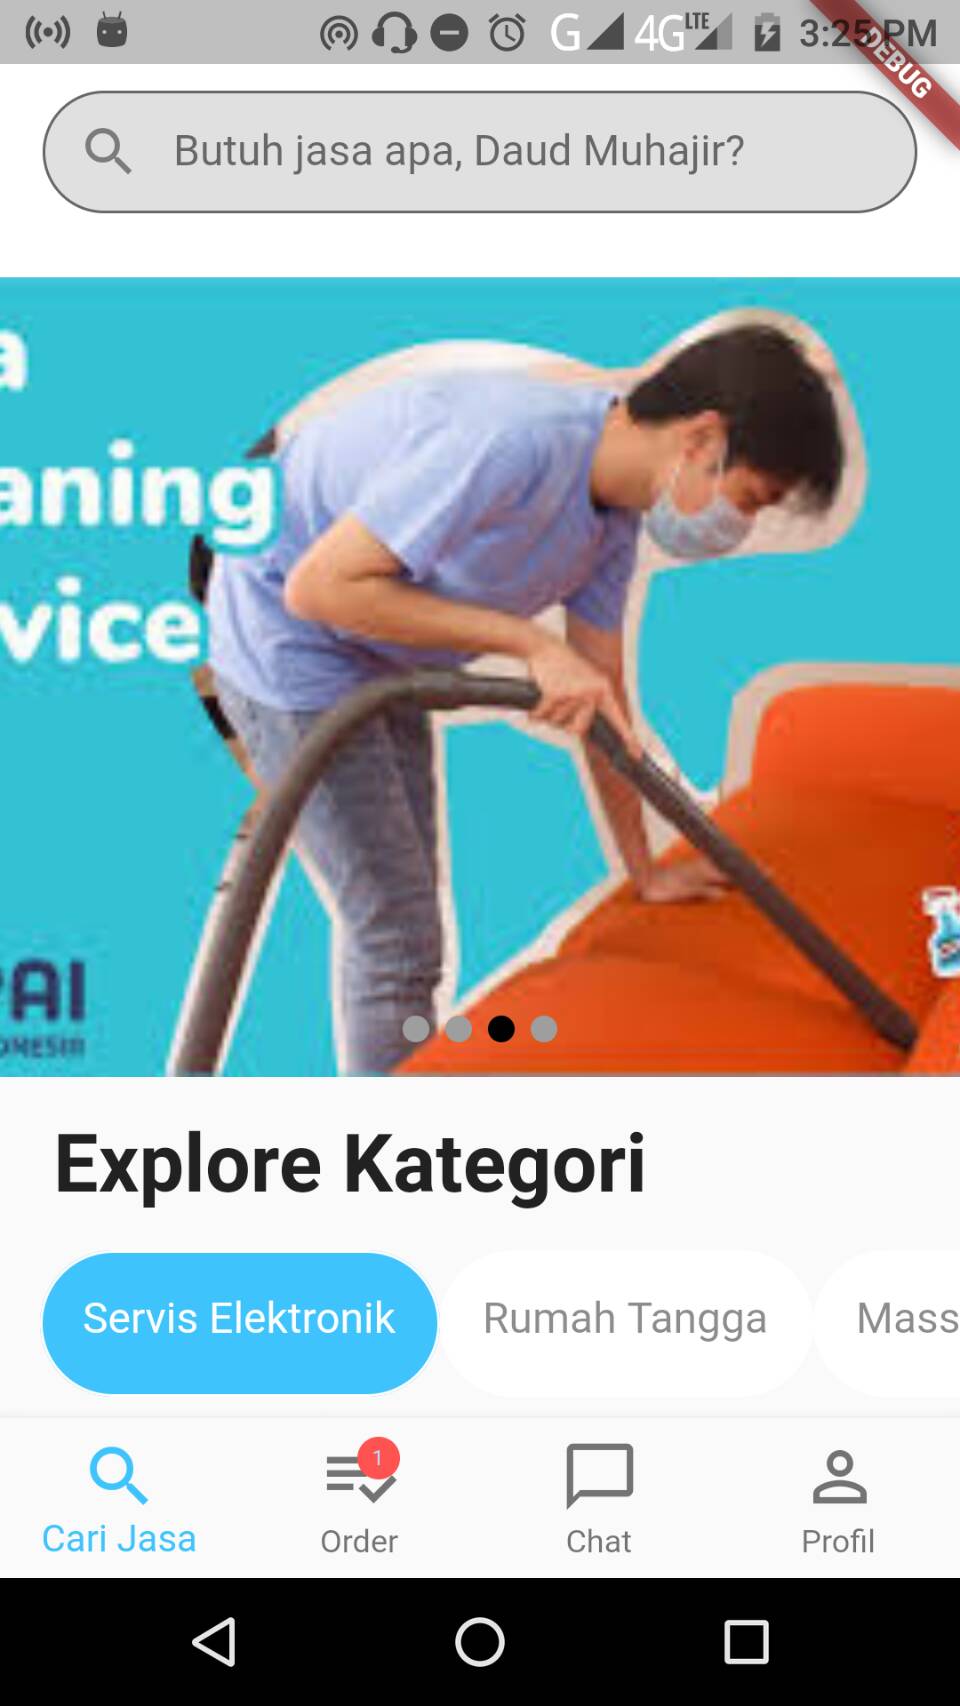 G 4G LTE 3:25 PM
DEBUG
Butuh jasa apa, Daud Muhajir?
a
aning
vice
PAI
ONESIA
Explore Kategori
Servis Elektronik Rumah Tangga Mass
1
Cari Jasa Order Chat Profil